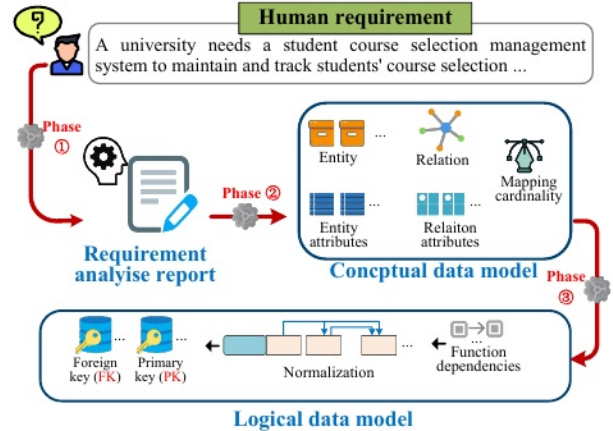 Human requirement
?
A university needs a student course selection management
system to maintain and track students' course selection ...
Phase
①
Phase ②
Requirement
analyise report
...
Entity
Relation
Mapping
cardinality
...
...
Entity
attributes
Relaiton
attributes
Concptual data model
Phase
③
...
...
Foreign
key (FK)
Primary
key (PK)
...
Normalization
...
Function
dependencies
Logical data model